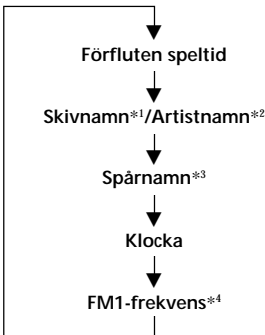 Förfluten speltid
Skivnamn*1/Artistnamn*2
Spårnamn*3
Klocka
FM1-frekvens*4